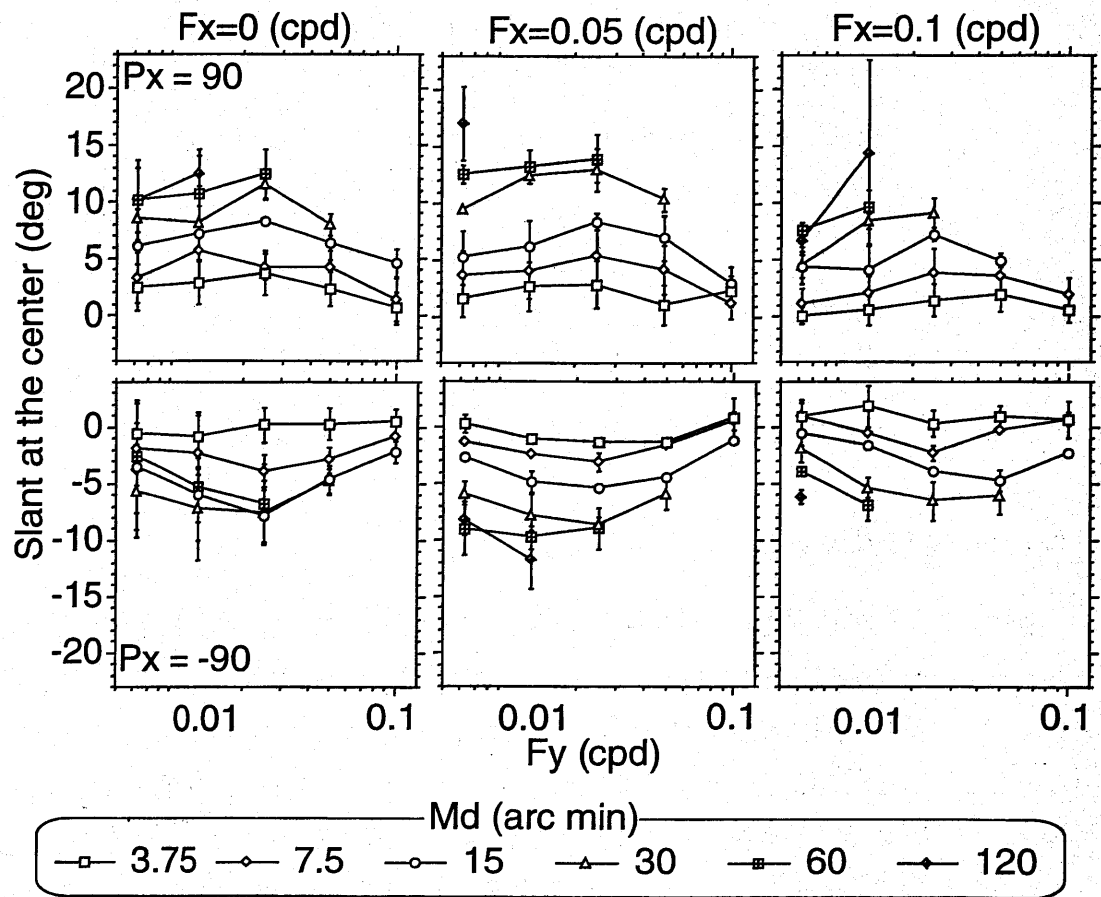 Fx=0 (cpd) Fx=0.05 (cpd) Fx=0.1 (cpd)
Slant at the center (deg)
Px = 90
20
15
10
5
0
0
-5
-10
-15
-20
Px = -90
0.01 0.1 0.01 0.1 0.01 0.1
Fy (cpd)
Md (arc min)
3.75 7.5 15 30 60 120